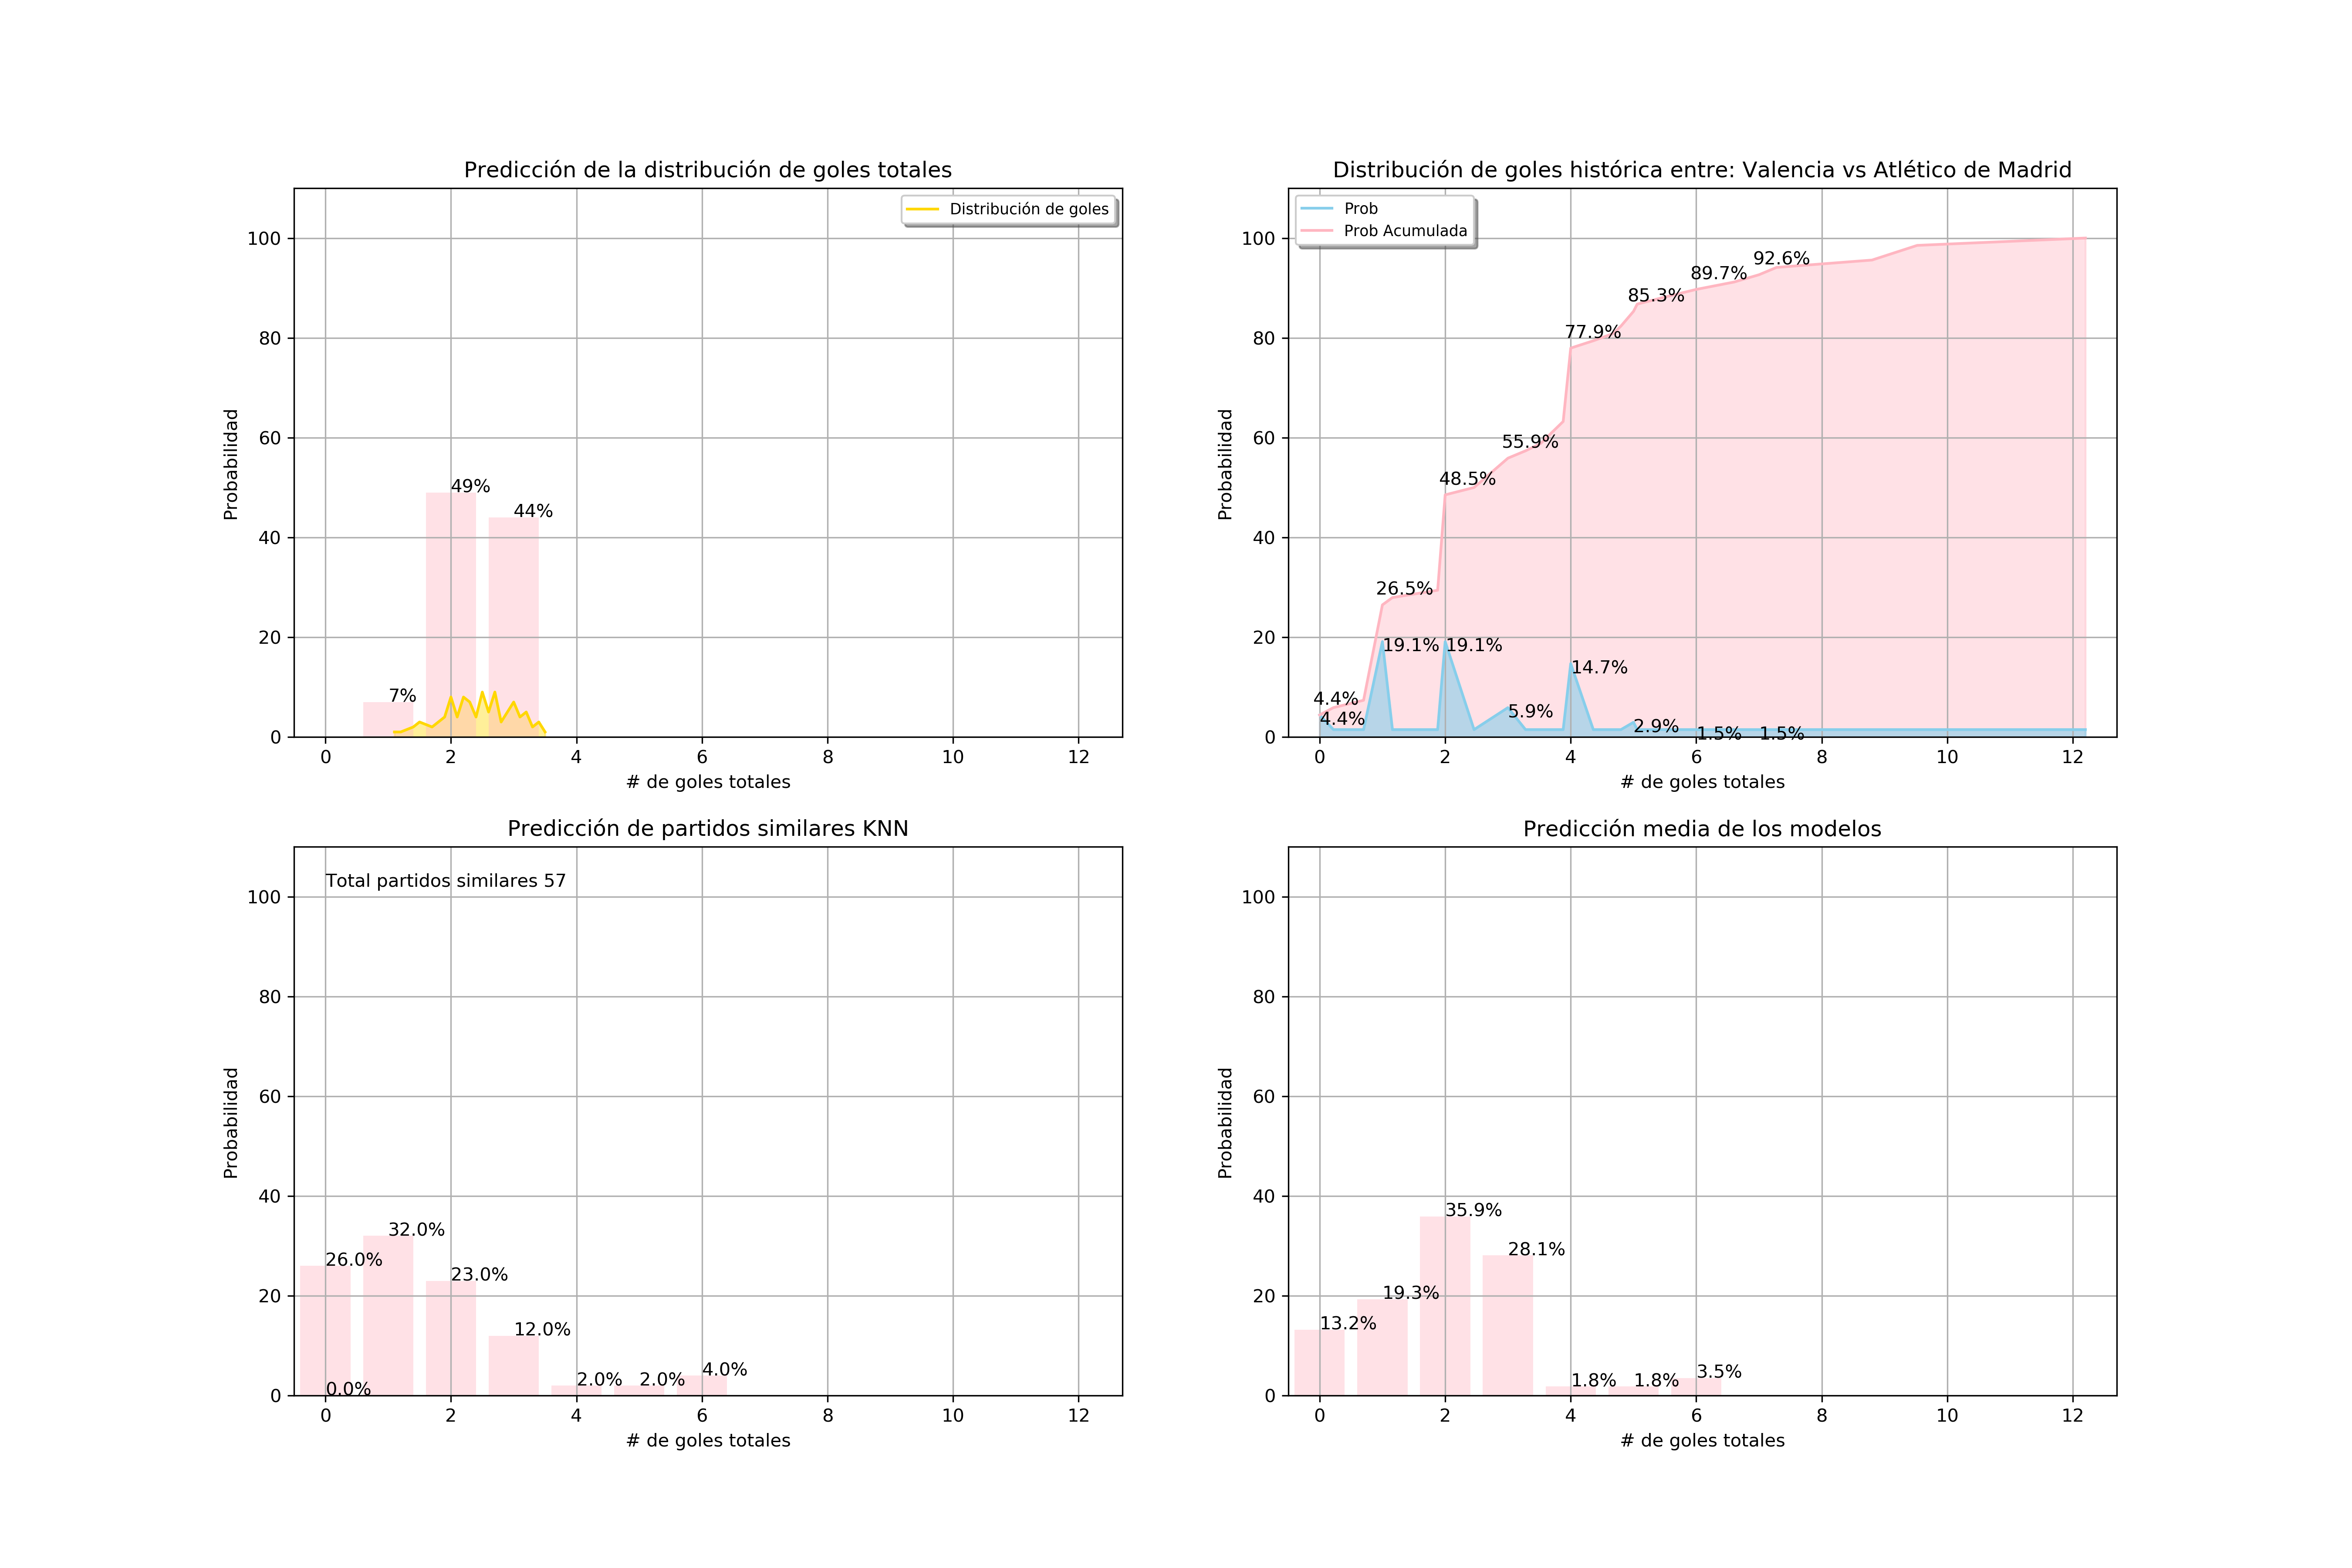 Predicción de la distribución de goles totales
Distribución de goles
100
80
60
40
20
0
Probabilidad
49%
44%
7%
0 2 4 6 8 10 12
# de goles totales
Distribución de goles histórica entre: Valencia vs Atlético de Madrid
Prob
Prob Acumulada
100
80
60
40
20
0
Probabilidad
92.6%
89.7%
85.3%
77.9%
55.9%
48.5%
26.5%
19.1% 19.1%
14.7%
4.4%
4.4%
5.9%
2.9%
1.5% 1.5%
0 2 4 6 8 10 12
# de goles totales
Predicción de partidos similares KNN
Total partidos similares 57
100
80
60
40
20
0
Probabilidad
32.0%
26.0%
23.0%
12.0%
4.0%
2.0% 2.0%
0.0%
0 2 4 6 8 10 12
# de goles totales
Predicción media de los modelos
100
80
60
40
20
0
Probabilidad
35.9%
28.1%
19.3%
13.2%
3.5%
1.8% 1.8%
0 2 4 6 8 10 12
# de goles totales